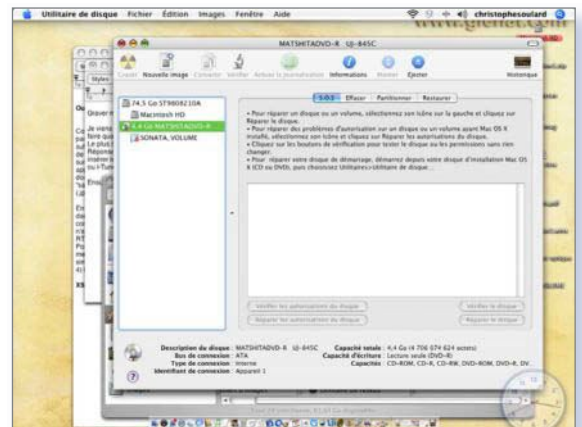 Utilitaire de disque Fichier Édition Images Fenêtre Aide
christophesoulard
www.glenet.com
MATSHITADVD-R UJ-845C
Graver Nouvelle image Convertir Vérifier Activer la journalisation Informations Monter Ejecter Historique
74,5 Go ST9808210A
Macintosh HD
4,4 Go MATSHITADVD-R
SONATA_VOLUME
S.O.S Effacer Partitionner Restaurer
• Pour réparer un disque ou un volume, sélectionnez son icône sur la gauche et cliquez sur
Réparer le disque.
• Pour réparer des problèmes d'autorisation sur un disque ou un volume ayant Mac OS X
installé, sélectionnez son icône et cliquez sur Réparer les autorisations du disque.
• Cliquez sur les boutons de vérification pour tester le disque ou les permissions sans rien
changer.
• Pour réparer votre disque de démarrage, démarrez depuis votre disque d'installation Mac OS
X (CD ou DVD), puis choisissez Utilitaires>Utilitaire de disque...
Vérifier les autorisations du disque
Vérifier le disque
Réparer les autorisations du disque
Réparer le disque
Description du disque : MATSHITADVD-R UJ-845C
Capacité totale : 4,4 Go (4 706 074 624 octets)
Bus de connexion : ATA
Capacité d'écriture : Lecture seule (DVD-R)
Type de connexion : Interne
Capacités : CD-ROM, CD-R, CD-RW, DVD-ROM, DVD-R, DV...
Identifiant de connexion : Appareil 1
Styles
Graver